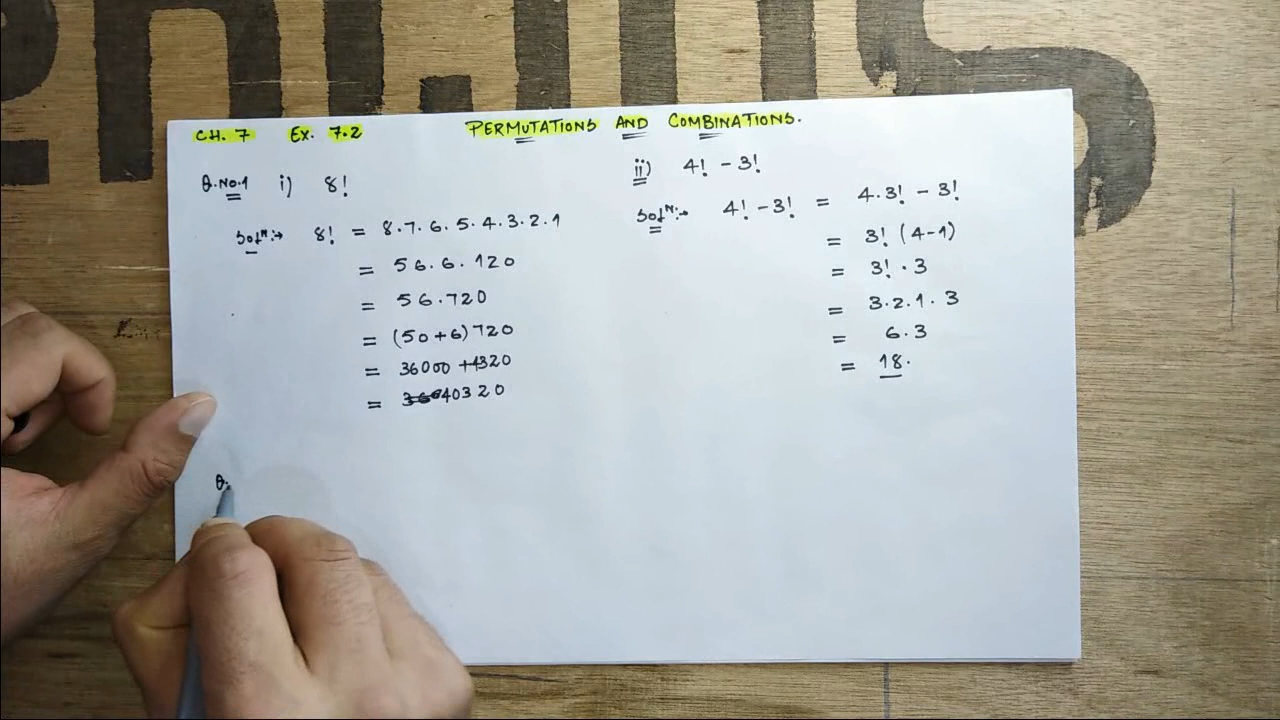 CH. 7 Ex. 7.2 PERMUTATIONS AND COMBINATIONS.
Q.No.1 i) 8!
Solⁿ:→ 8! = 8.7.6.5.4.3.2.1
= 56.6.120
= 56.720
= (50+6)720
= 36000 +4320
= 40320
Q.
ii) 4! - 3!
Solᴺ:→ 4! - 3! = 4.3! - 3!
= 3! (4-1)
= 3! . 3
= 3.2.1.3
= 6.3
= 18.